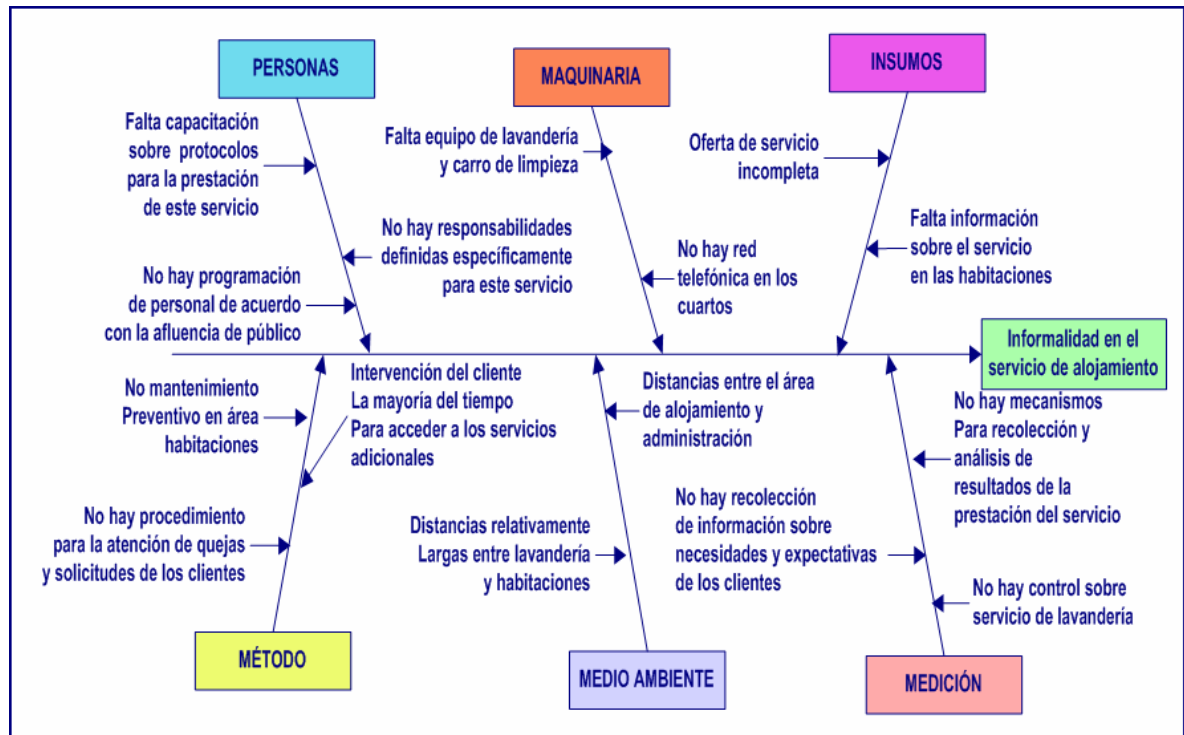 PERSONAS
MAQUINARIA
INSUMOS
Falta capacitación
sobre protocolos
para la prestación
de este servicio
No hay responsabilidades
definidas específicamente
para este servicio
No hay programación
de personal de acuerdo
con la afluencia de público
Falta equipo de lavandería
y carro de limpieza
No hay red
telefónica en los
cuartos
Oferta de servicio
incompleta
Falta información
sobre el servicio
en las habitaciones
Informalidad en el
servicio de alojamiento
No mantenimiento
Preventivo en área
habitaciones
Intervención del cliente
La mayoría del tiempo
Para acceder a los servicios
adicionales
No hay procedimiento
para la atención de quejas
y solicitudes de los clientes
Distancias entre el área
de alojamiento y
administración
Distancias relativamente
Largas entre lavandería
y habitaciones
No hay mecanismos
Para recolección y
análisis de
resultados de la
prestación del servicio
No hay recolección
de información sobre
necesidades y expectativas
de los clientes
No hay control sobre
servicio de lavandería
MÉTODO
MEDIO AMBIENTE
MEDICIÓN